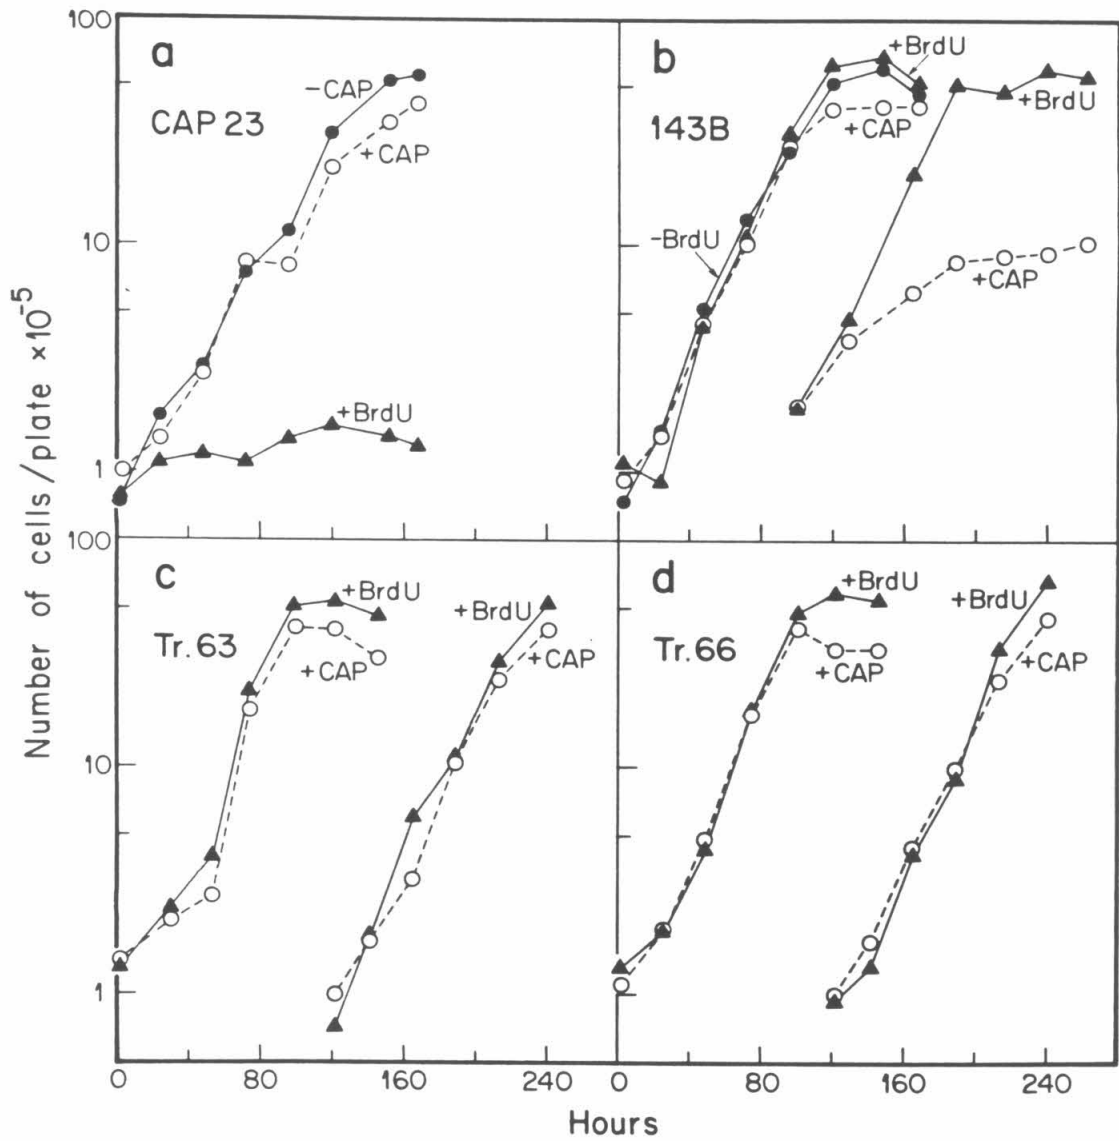 Number of cells/plate ×10⁻⁵
100
10
1
a
CAP 23
-CAP
+CAP
+BrdU
b
143B
+BrdU
+CAP
-BrdU
+BrdU
+CAP
100
10
1
c
Tr.63
+BrdU
+CAP
+BrdU
+CAP
d
Tr.66
+BrdU
+CAP
+BrdU
+CAP
0 80 160 240 0 80 160 240
Hours